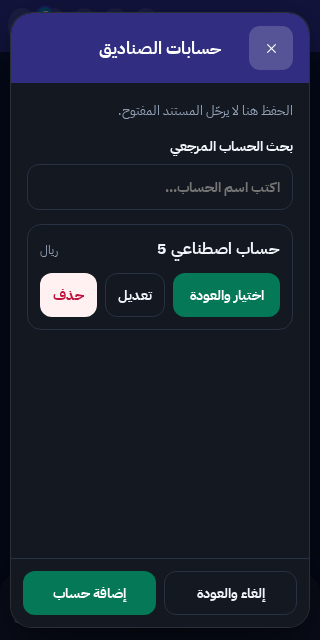 حسابات الصناديق
×
الحفظ هنا لا يرحّل المستند المفتوح.
بحث الحساب المرجعي
اكتب اسم الحساب...
حساب اصطناعي 5
ريال
اختيار والعودة
تعديل
حذف
إلغاء والعودة
إضافة حساب